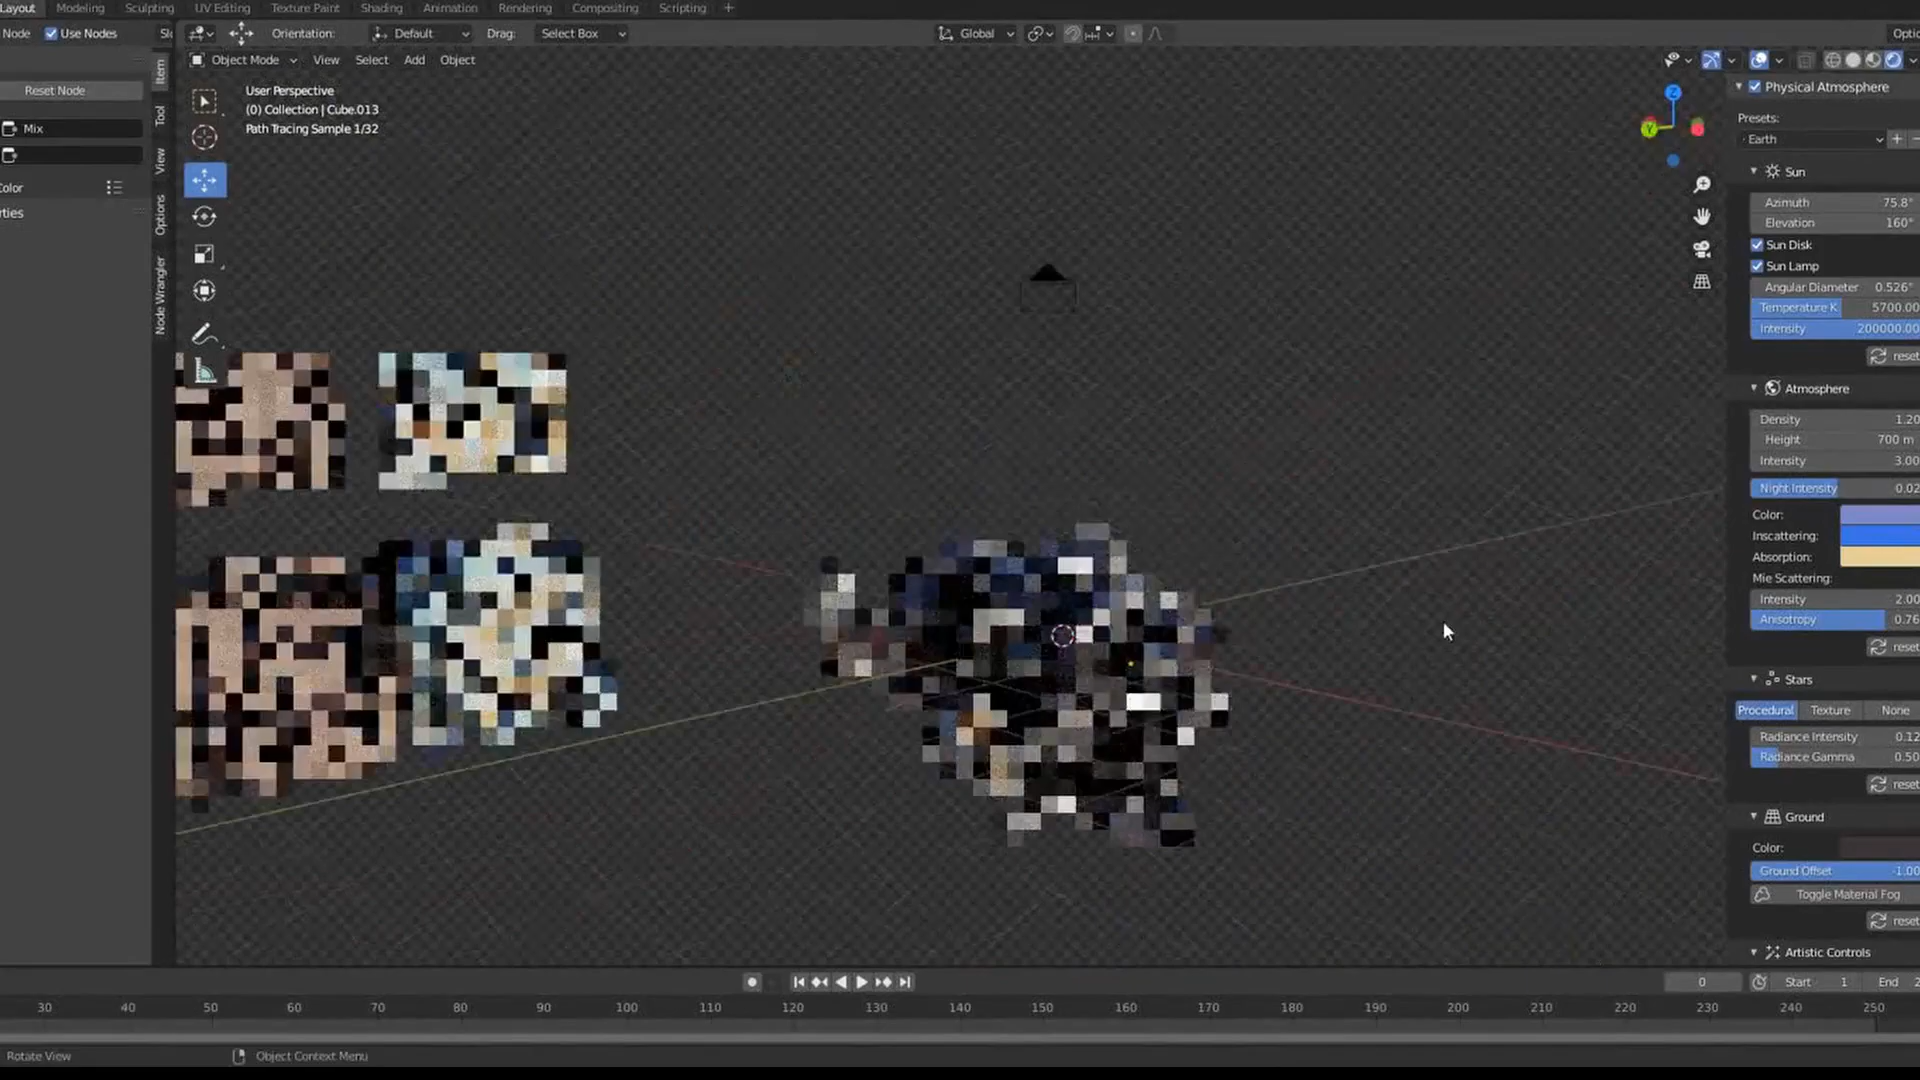 Layout Modeling Sculpting UV Editing Texture Paint Shading Animation Rendering Compositing Scripting +
Node Use Nodes Orientation: Default Drag: Select Box Global
Object Mode View Select Add Object
Reset Node
Mix
Item
Tool
View
Options
Node Wrangler
User Perspective
(0) Collection | Cube.013
Path Tracing Sample 1/32
Z
Y
Physical Atmosphere
Presets:
Earth
Sun
Azimuth 75.8°
Elevation 160°
Sun Disk
Sun Lamp
Angular Diameter 0.526°
Temperature K 5700.00
Intensity 200000.00
reset
Atmosphere
Density 1.20
Height 700 m
Intensity 3.00
Night Intensity 0.02
Color:
Inscattering:
Absorption:
Mie Scattering:
Intensity 2.00
Anisotropy 0.76
reset
Stars
Procedural Texture None
Radiance Intensity 0.12
Radiance Gamma 0.50
reset
Ground
Color:
Ground Offset -1.00
Toggle Material Fog
reset
Artistic Controls
0 Start 1 End 2
30 40 50 60 70 80 90 100 110 120 130 140 150 160 170 180 190 200 210 220 230 240 250
Rotate View Object Context Menu